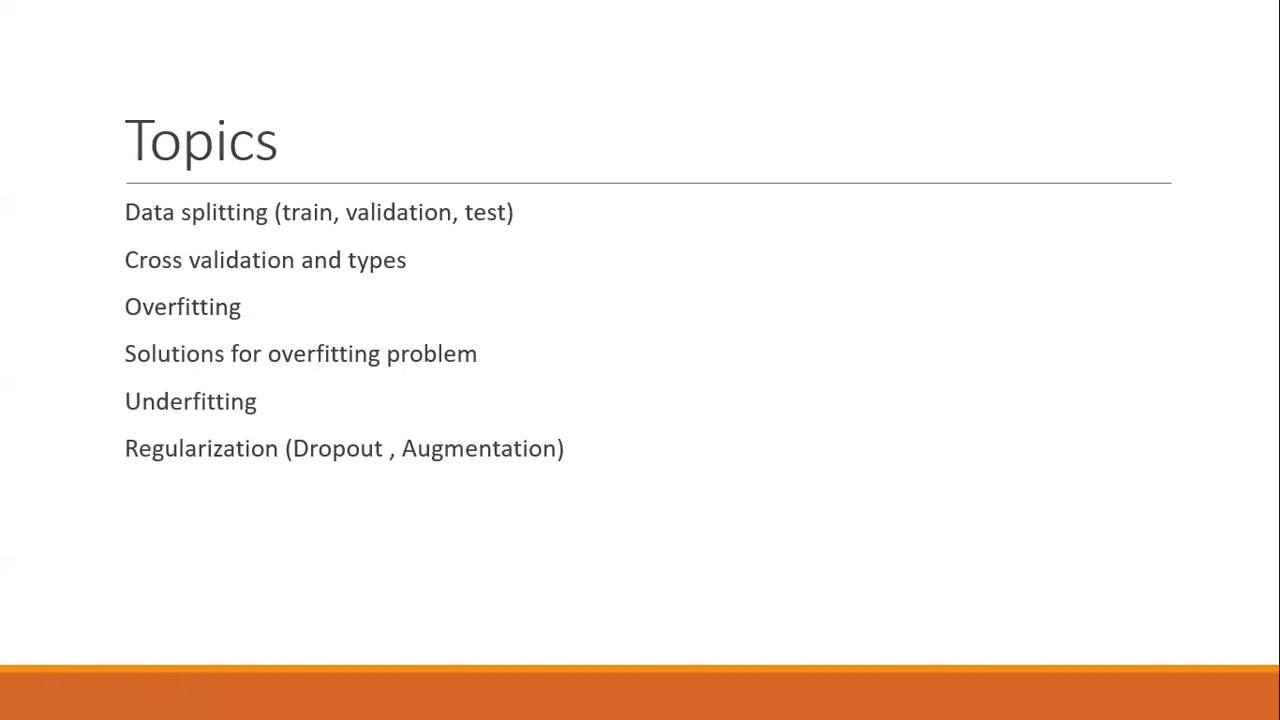 Topics
Data splitting (train, validation, test)
Cross validation and types
Overfitting
Solutions for overfitting problem
Underfitting
Regularization (Dropout , Augmentation)